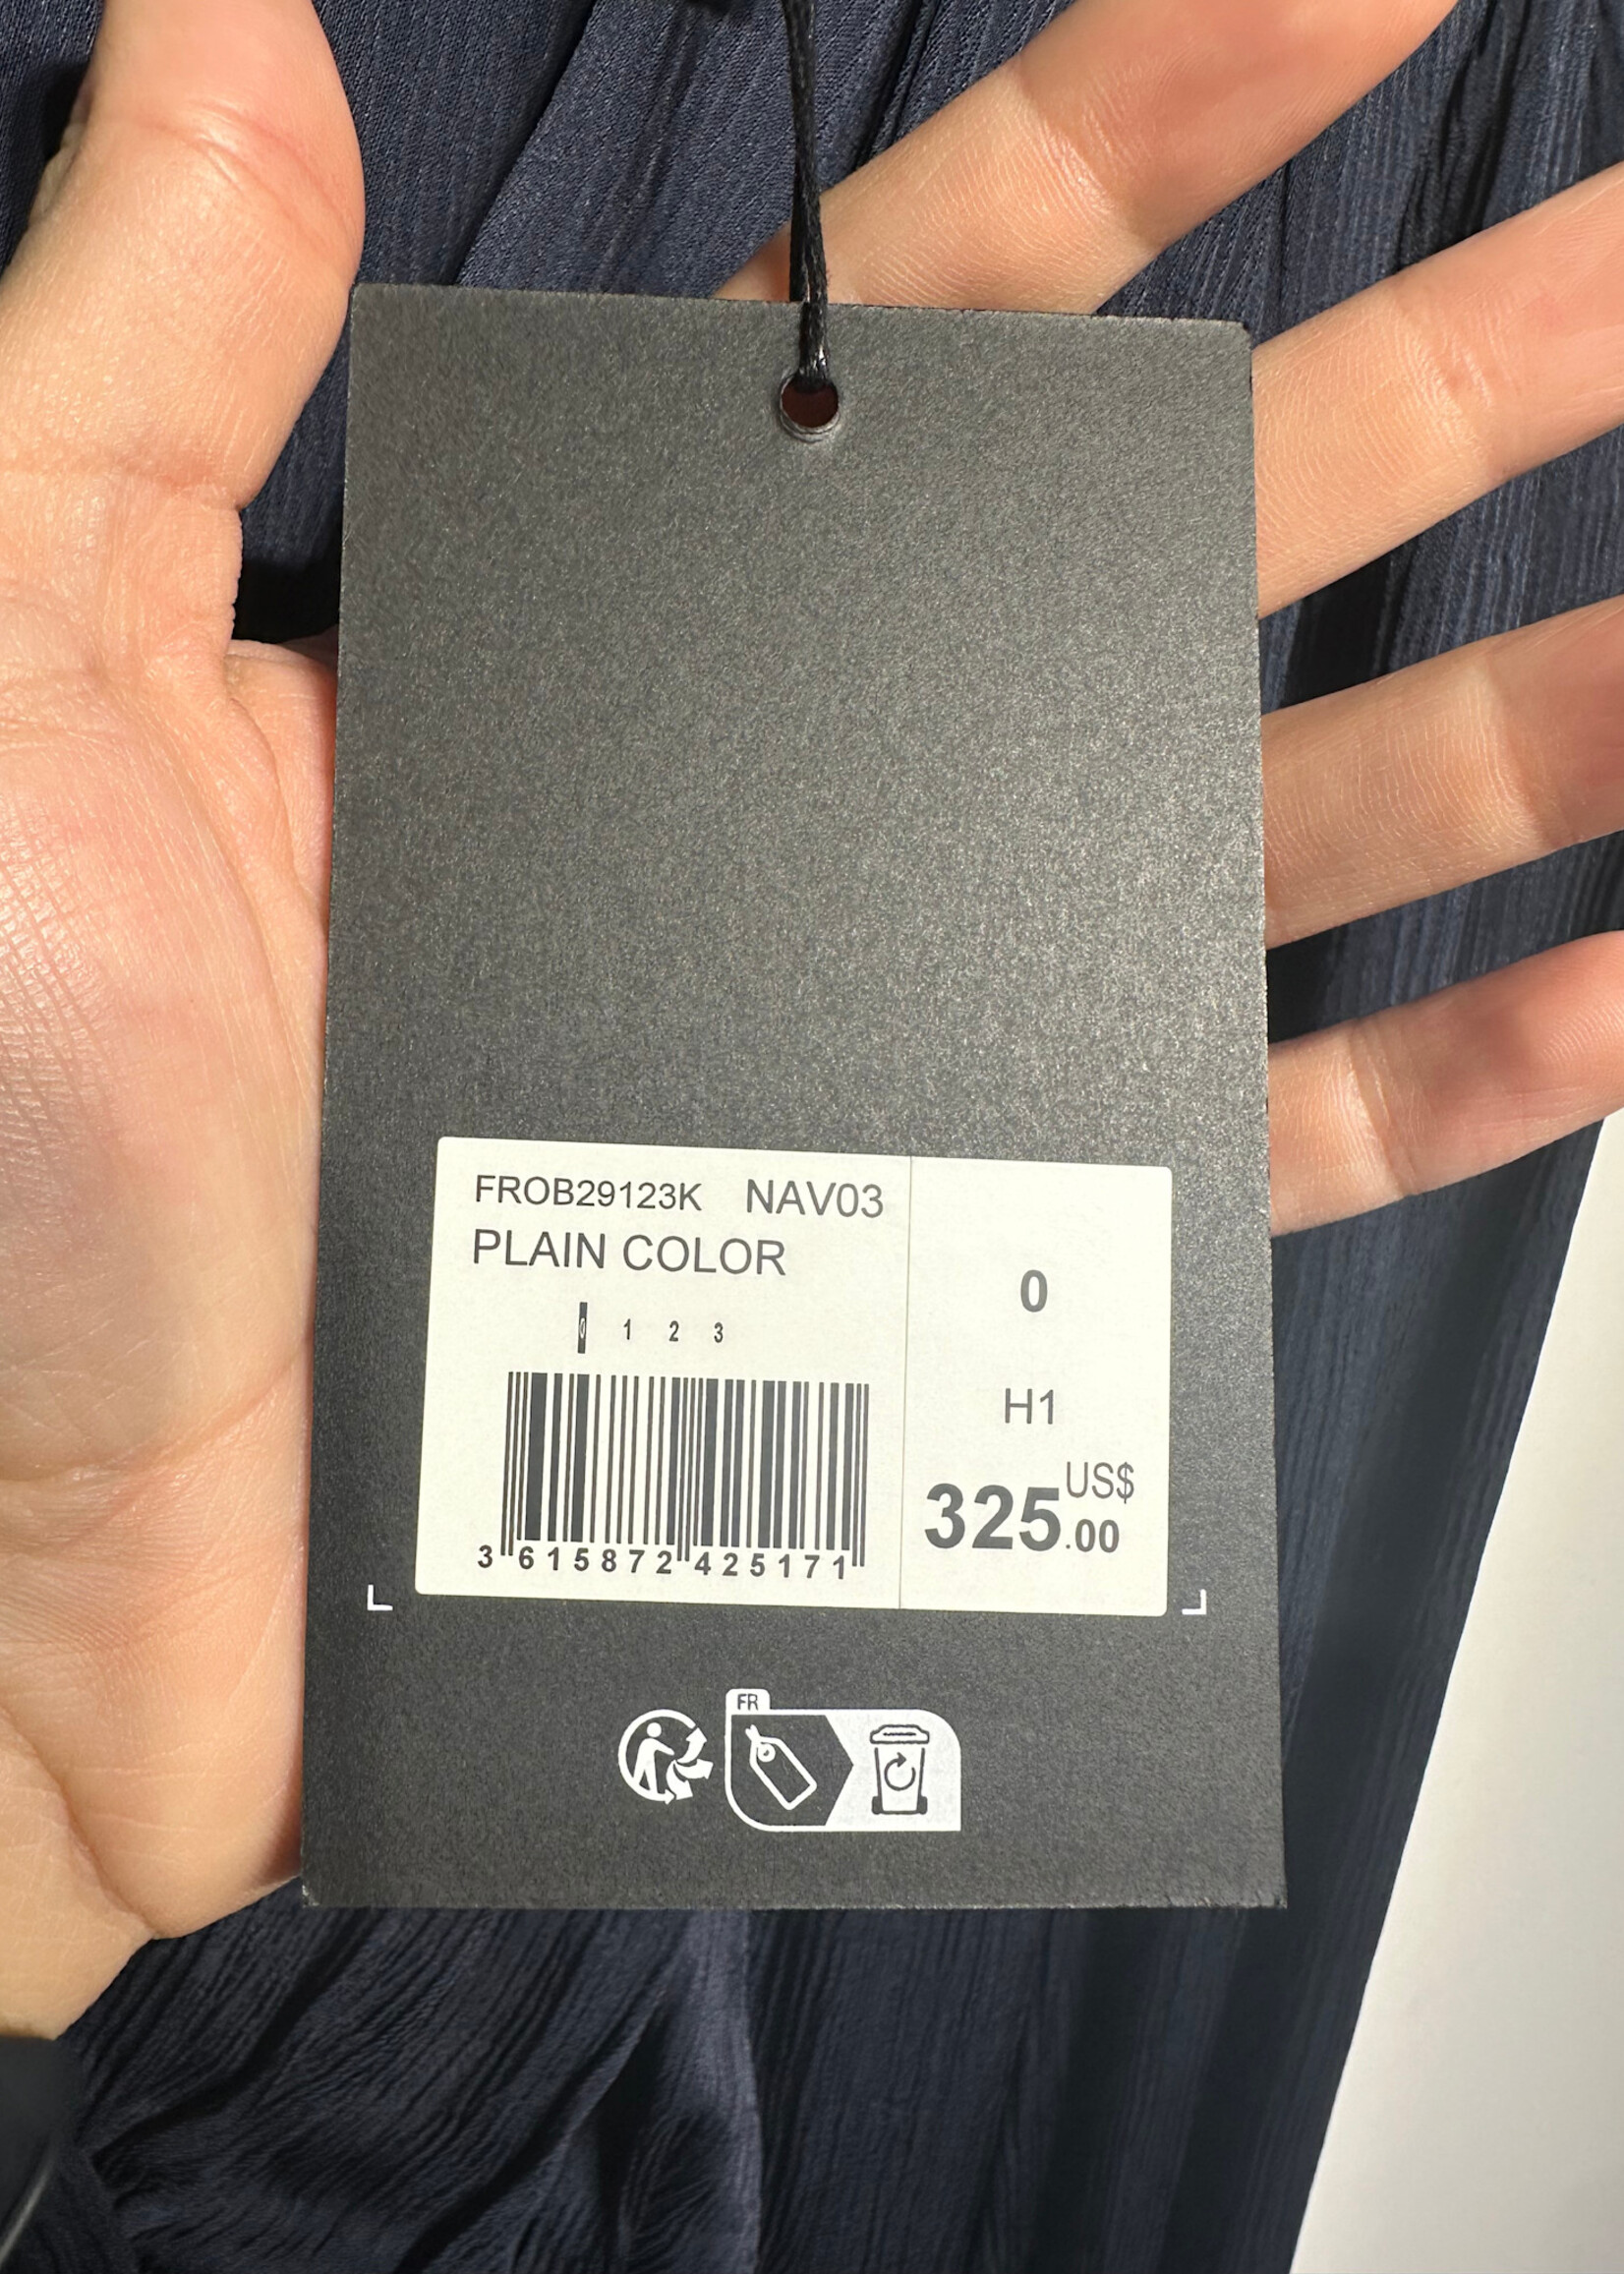 FROB29123K NAV03
PLAIN COLOR
0 1 2 3
3 615872 425171
0
H1
325.00 US$
FR